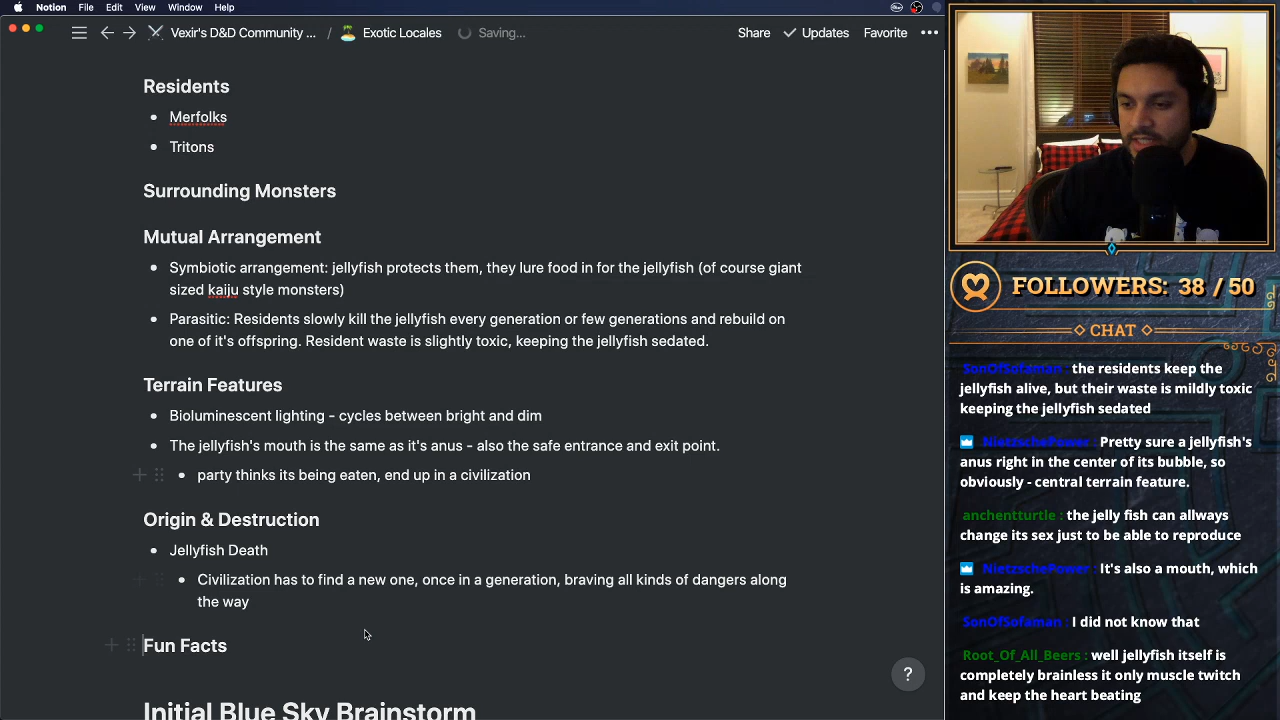 Notion File Edit View Window Help
Vexir's D&D Community ... / Exotic Locales Saving... Share Updates Favorite
Residents
Merfolks
Tritons
Surrounding Monsters
Mutual Arrangement
Symbiotic arrangement: jellyfish protects them, they lure food in for the jellyfish (of course giant
sized kaiju style monsters)
Parasitic: Residents slowly kill the jellyfish every generation or few generations and rebuild on
one of it's offspring. Resident waste is slightly toxic, keeping the jellyfish sedated.
Terrain Features
Bioluminescent lighting - cycles between bright and dim
The jellyfish's mouth is the same as it's anus - also the safe entrance and exit point.
party thinks its being eaten, end up in a civilization
Origin & Destruction
Jellyfish Death
Civilization has to find a new one, once in a generation, braving all kinds of dangers along
the way
Fun Facts
Initial Blue Sky Brainstorm
?
FOLLOWERS: 38 / 50
CHAT
SonOfSofaman : the residents keep the
jellyfish alive, but their waste is mildly toxic
keeping the jellyfish sedated
NietzschePower : Pretty sure a jellyfish's
anus right in the center of its bubble, so
obviously - central terrain feature.
anchentturtle : the jelly fish can allways
change its sex just to be able to reproduce
NietzschePower : It's also a mouth, which
is amazing.
SonOfSofaman : I did not know that
Root_Of_All_Beers : well jellyfish itself is
completely brainless it only muscle twitch
and keep the heart beating